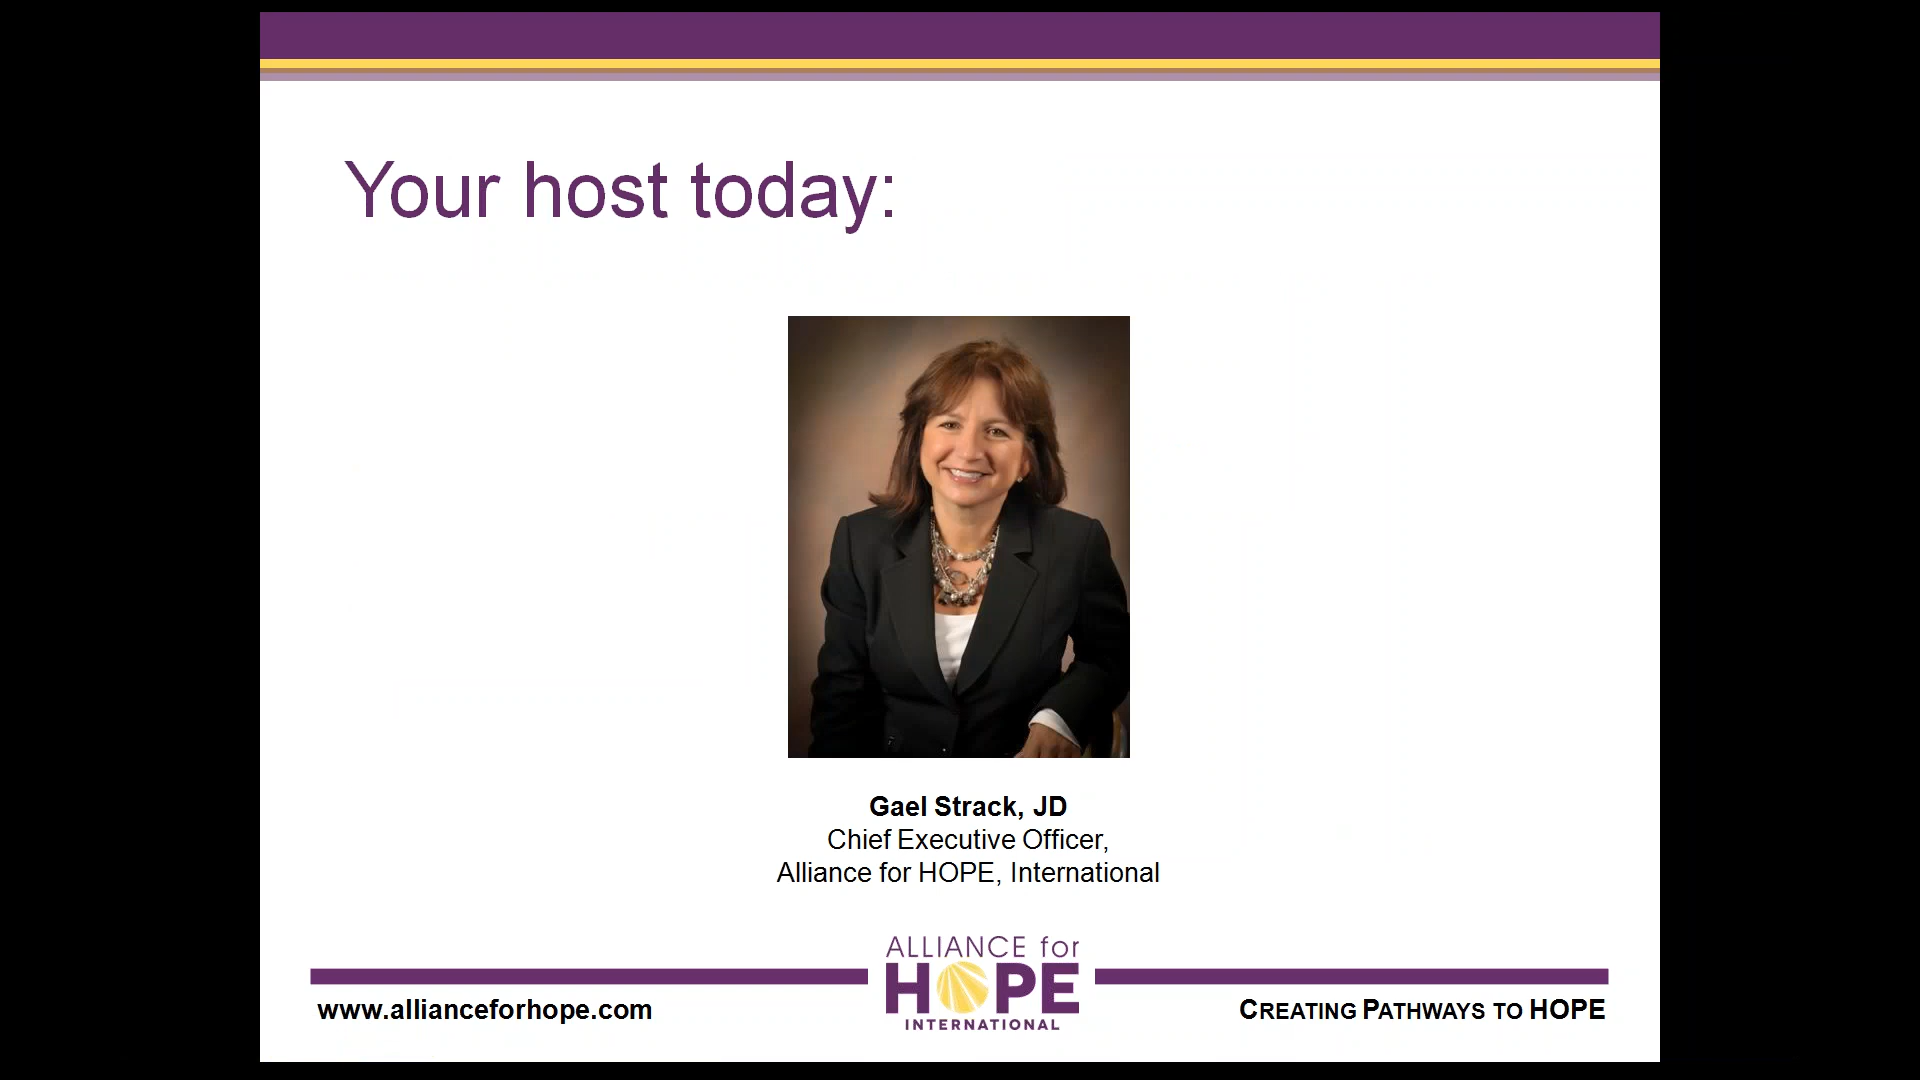 Your host today:
Gael Strack, JD
Chief Executive Officer,
Alliance for HOPE, International
ALLIANCE for
HOPE
INTERNATIONAL
www.allianceforhope.com
CREATING PATHWAYS TO HOPE